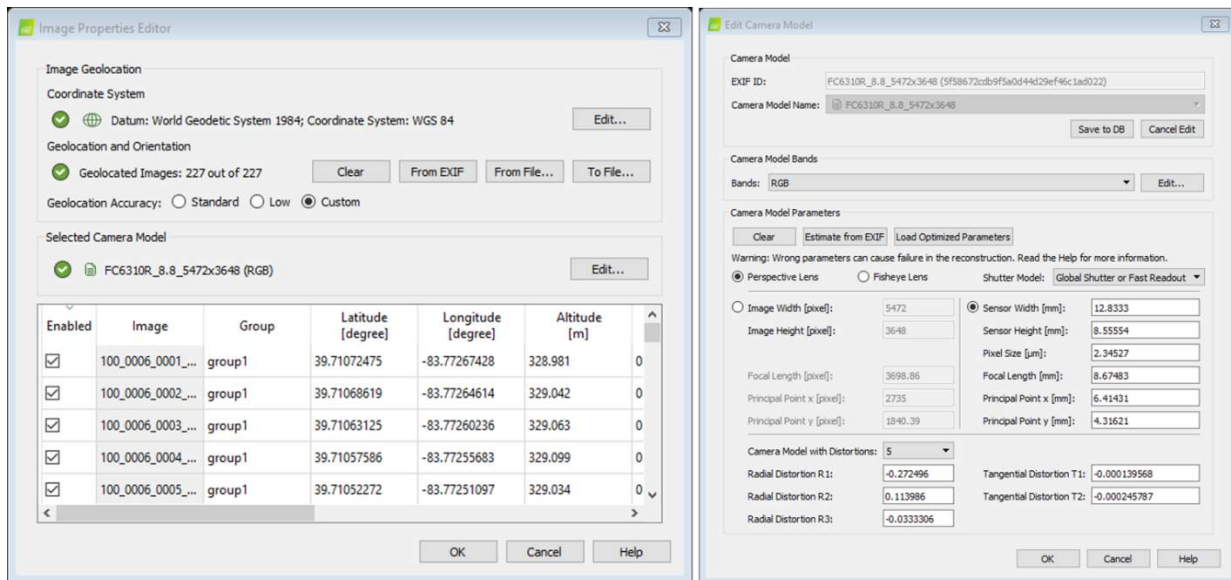 Image Properties Editor
Image Geolocation
Coordinate System
Datum: World Geodetic System 1984; Coordinate System: WGS 84
Edit...
Geolocation and Orientation
Geolocated Images: 227 out of 227
Clear
From EXIF
From File...
To File...
Geolocation Accuracy: Standard Low Custom
Selected Camera Model
FC6310R_8.8_5472x3648 (RGB)
Edit...
Enabled Image Group Latitude [degree] Longitude [degree] Altitude [m]
100_0006_0001_... group1 39.71072475 -83.77267428 328.981 0
100_0006_0002_... group1 39.71068619 -83.77264614 329.042 0
100_0006_0003_... group1 39.71063125 -83.77260236 329.063 0
100_0006_0004_... group1 39.71057586 -83.77255683 329.099 0
100_0006_0005_... group1 39.71052272 -83.77251097 329.034 0
OK Cancel Help
Edit Camera Model
Camera Model
EXIF ID: FC6310R_8.8_5472x3648 (5f58672cdb9f5a0d44d29ef46c1ad022)
Camera Model Name: FC6310R_8.8_5472x3648
Save to DB Cancel Edit
Camera Model Bands
Bands: RGB Edit...
Camera Model Parameters
Clear Estimate from EXIF Load Optimized Parameters
Warning: Wrong parameters can cause failure in the reconstruction. Read the Help for more information.
Perspective Lens Fisheye Lens Shutter Model: Global Shutter or Fast Readout
Image Width [pixel]: 5472 Sensor Width [mm]: 12.8333
Image Height [pixel]: 3648 Sensor Height [mm]: 8.55554
Pixel Size [µm]: 2.34527
Focal Length [pixel]: 3698.86 Focal Length [mm]: 8.67483
Principal Point x [pixel]: 2735 Principal Point x [mm]: 6.41431
Principal Point y [pixel]: 1840.39 Principal Point y [mm]: 4.31621
Camera Model with Distortions: 5
Radial Distortion R1: -0.272496 Tangential Distortion T1: -0.000139568
Radial Distortion R2: 0.113986 Tangential Distortion T2: -0.000245787
Radial Distortion R3: -0.0333306
OK Cancel Help